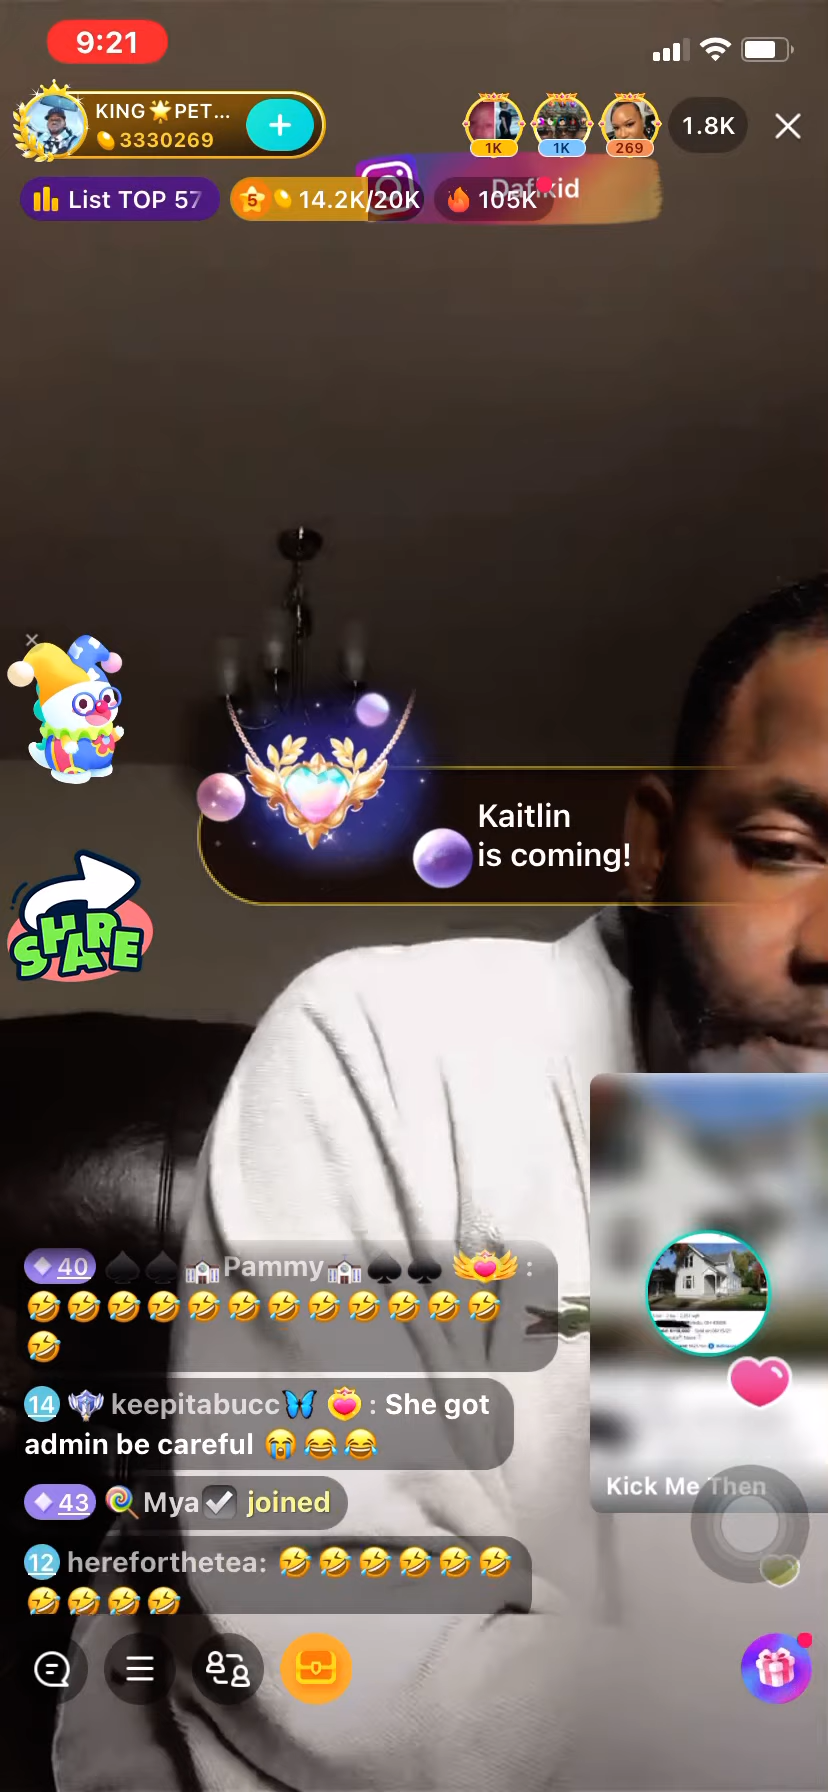 9:21
KING🌟PET...
3330269
1K
1K
269
1.8K
List TOP 57
5
14.2K/20K
105K
Dafikid
Kaitlin
is coming!
SHARE
40 ♠️♠️🏫Pammy🏫♠️♠️ :
🤣🤣🤣🤣🤣🤣🤣🤣🤣🤣🤣🤣
🤣
14 keepitabucc🦋 : She got
admin be careful 😭😂😂
43 🍭Mya☑️ joined
12 hereforthetea: 🤣🤣🤣🤣🤣🤣
🤣🤣🤣🤣
Kick Me Then